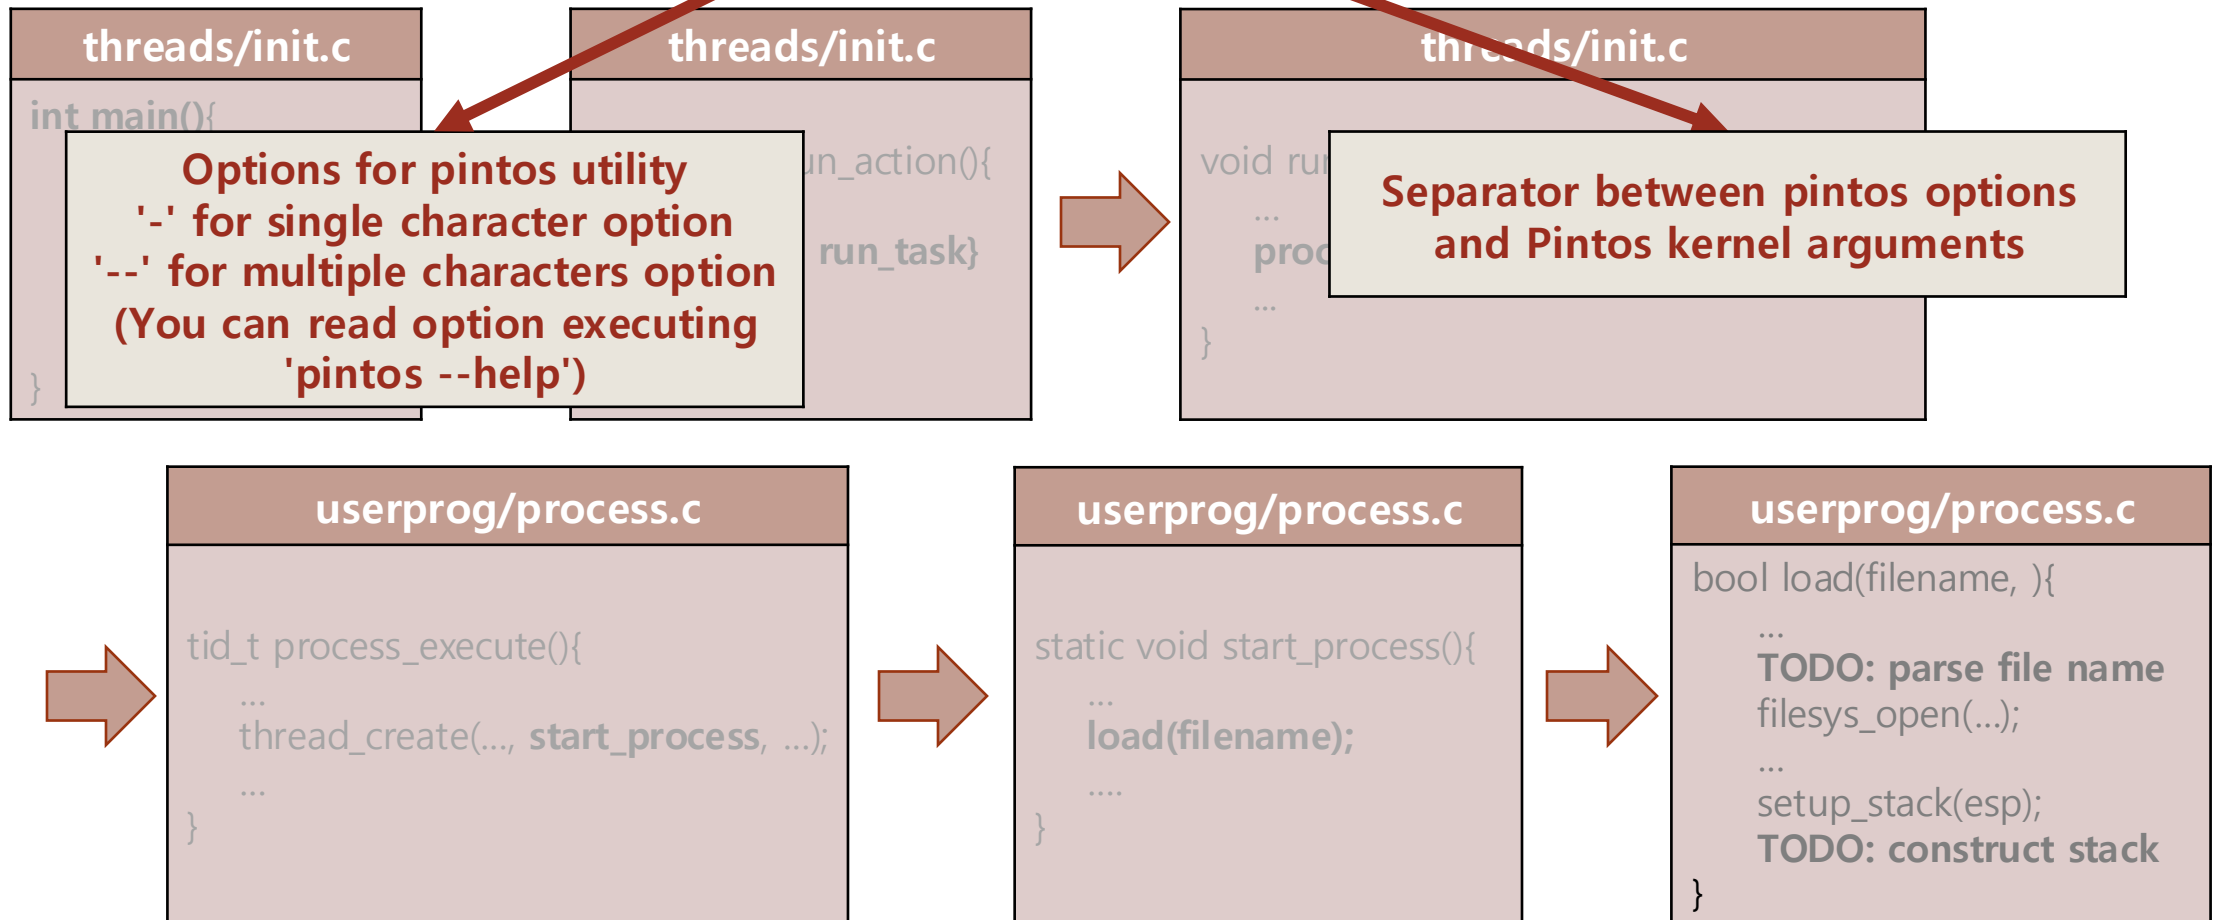 threads/init.c
int main(){
}
threads/init.c
un_action(){
run_task}
threads/init.c
void
...
...
}
Options for pintos utility
'-' for single character option
'--' for multiple characters option
(You can read option executing
'pintos --help')
Separator between pintos options
and Pintos kernel arguments
userprog/process.c
tid_t process_execute(){
...
thread_create(..., start_process, ...);
...
}
userprog/process.c
static void start_process(){
...
load(filename);
....
}
userprog/process.c
bool load(filename, ){
...
TODO: parse file name
filesys_open(...);
...
setup_stack(esp);
TODO: construct stack
}